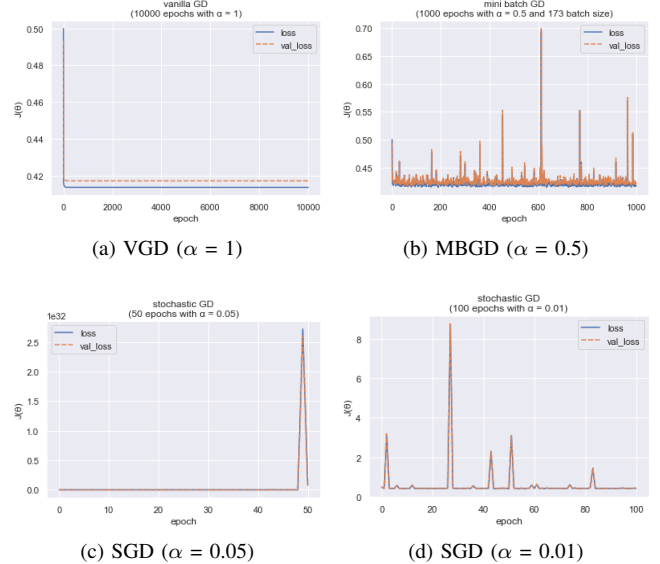 vanilla GD
(10000 epochs with α = 1)
0.50
0.48
0.46
0.44
0.42
J(θ)
loss
val_loss
0
2000
4000
6000
8000
10000
epoch
(a) VGD (α = 1)
mini batch GD
(1000 epochs with α = 0.5 and 173 batch size)
0.70
0.65
0.60
0.55
0.50
0.45
J(θ)
loss
val_loss
0
200
400
600
800
1000
epoch
(b) MBGD (α = 0.5)
stochastic GD
(50 epochs with α = 0.05)
1e32
2.5
2.0
1.5
1.0
0.5
0.0
J(θ)
loss
val_loss
0
10
20
30
40
50
epoch
(c) SGD (α = 0.05)
stochastic GD
(100 epochs with α = 0.01)
8
6
4
2
0
J(θ)
loss
val_loss
0
20
40
60
80
100
epoch
(d) SGD (α = 0.01)